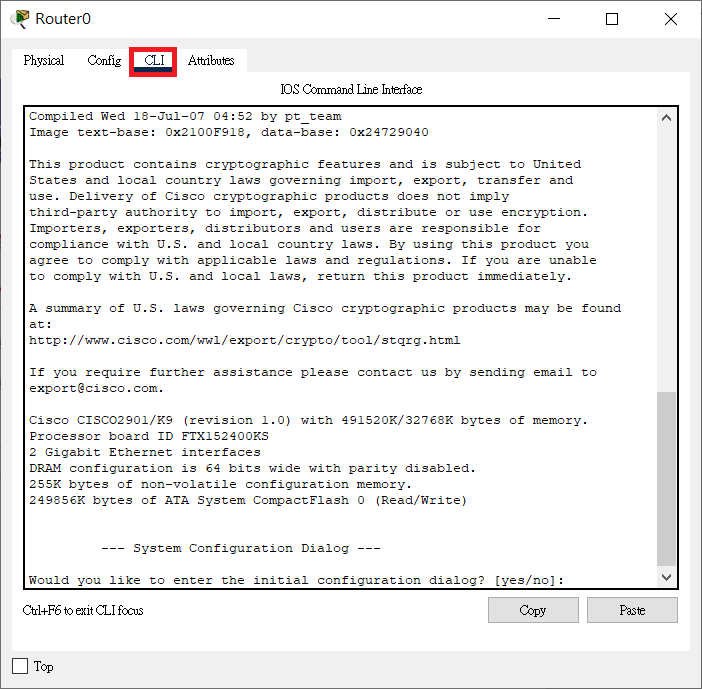 Router0
Physical Config CLI Attributes
IOS Command Line Interface
Compiled Wed 18-Jul-07 04:52 by pt_team
Image text-base: 0x2100F918, data-base: 0x24729040
This product contains cryptographic features and is subject to United
States and local country laws governing import, export, transfer and
use. Delivery of Cisco cryptographic products does not imply
third-party authority to import, export, distribute or use encryption.
Importers, exporters, distributors and users are responsible for
compliance with U.S. and local country laws. By using this product you
agree to comply with applicable laws and regulations. If you are unable
to comply with U.S. and local laws, return this product immediately.
A summary of U.S. laws governing Cisco cryptographic products may be found
at:
http://www.cisco.com/wwl/export/crypto/tool/stqrg.html
If you require further assistance please contact us by sending email to
export@cisco.com.
Cisco CISCO2901/K9 (revision 1.0) with 491520K/32768K bytes of memory.
Processor board ID FTX152400KS
2 Gigabit Ethernet interfaces
DRAM configuration is 64 bits wide with parity disabled.
255K bytes of non-volatile configuration memory.
249856K bytes of ATA System CompactFlash 0 (Read/Write)
--- System Configuration Dialog ---
Would you like to enter the initial configuration dialog? [yes/no]:
Ctrl+F6 to exit CLI focus
Copy
Paste
Top